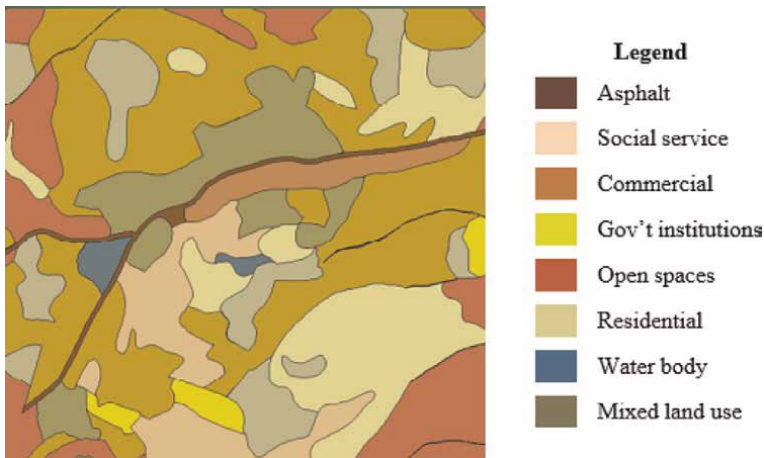 Legend
Asphalt
Social service
Commercial
Gov't institutions
Open spaces
Residential
Water body
Mixed land use